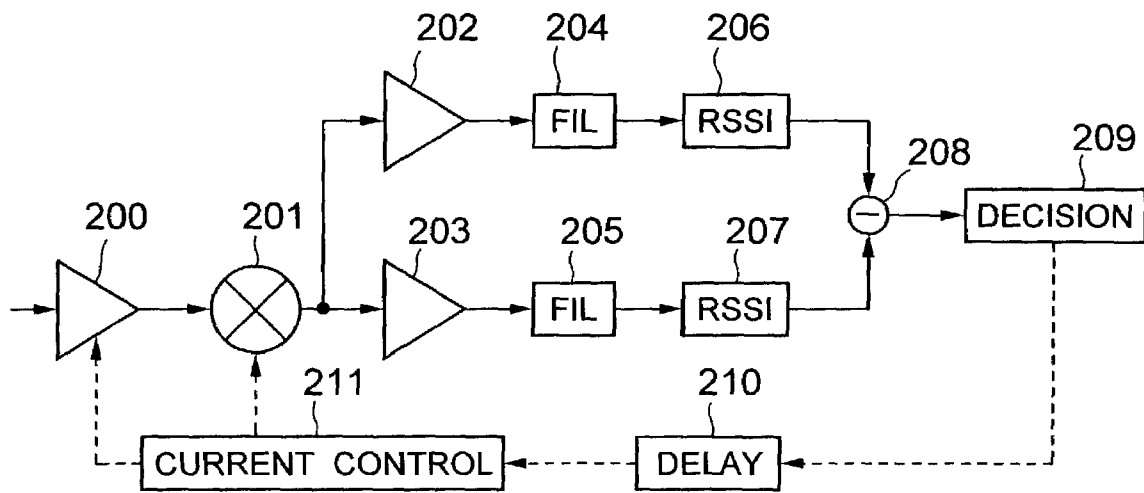 202 204 206
FIL RSSI
209
208
200 201 203 205 207
−
DECISION
FIL RSSI
211 210
CURRENT CONTROL DELAY